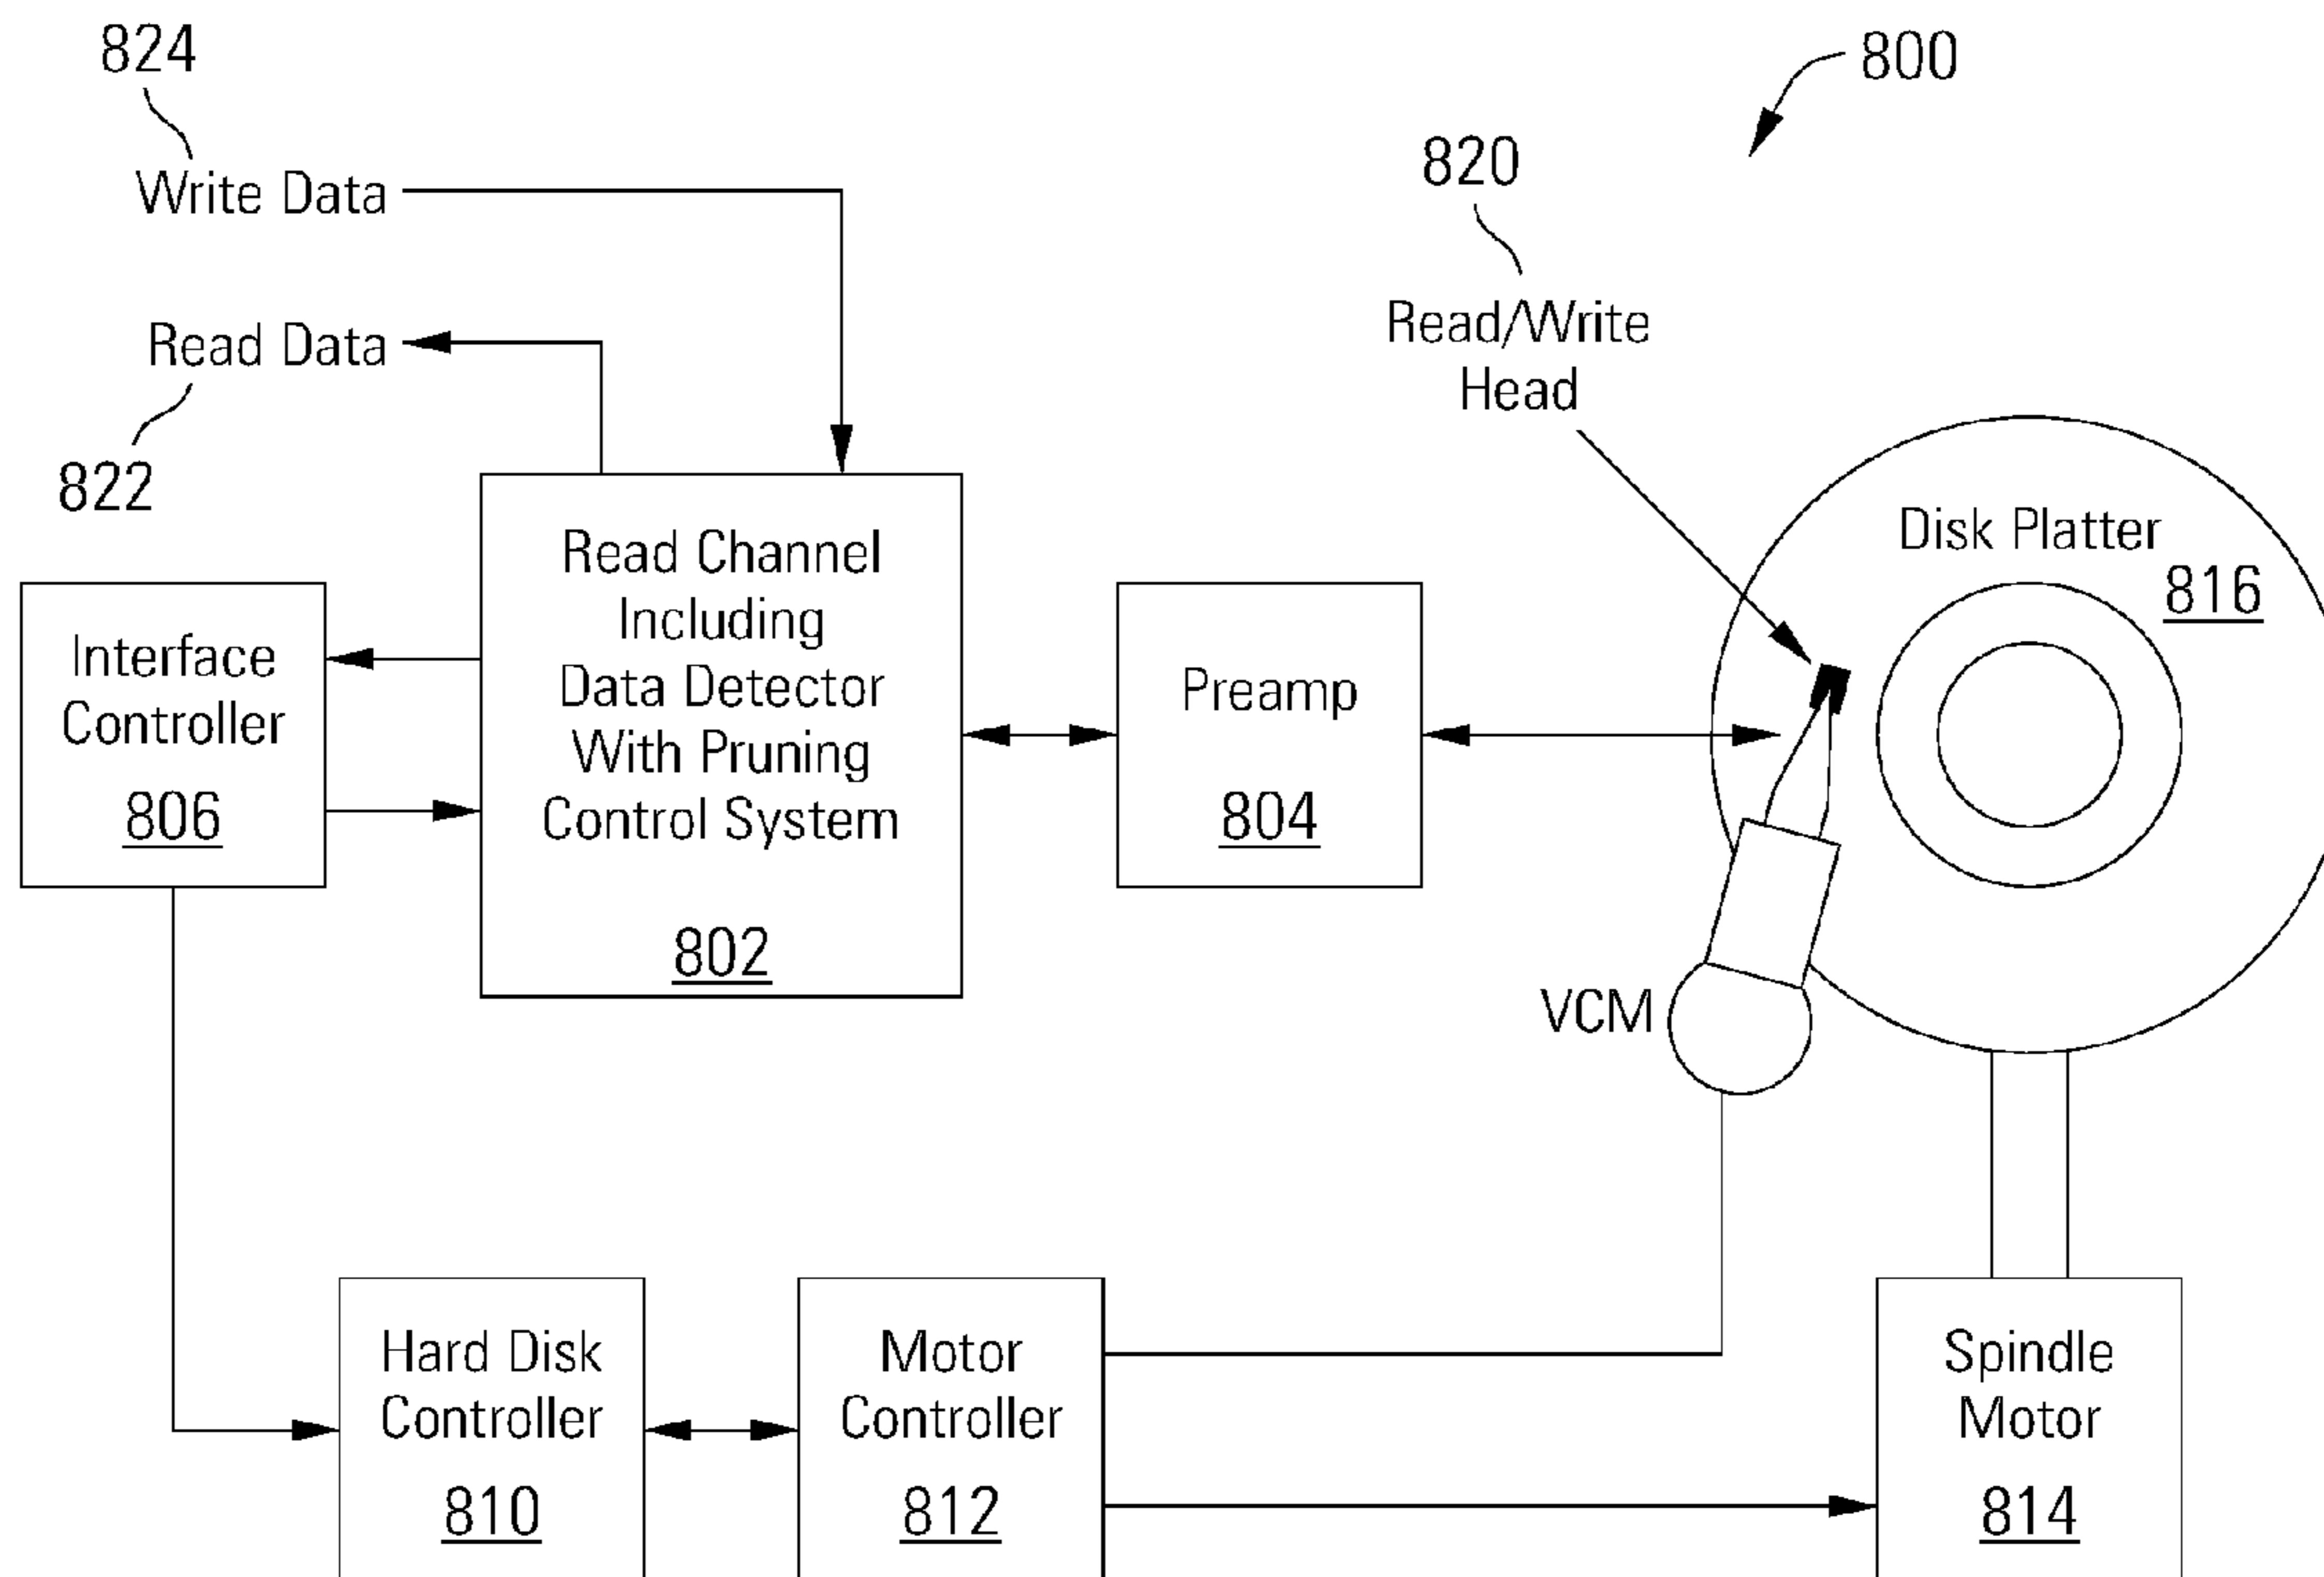 824
Write Data
Read Data
822
800
820
Read/Write
Head
Disk Platter
816
Interface
Controller
806
Read Channel
Including
Data Detector
With Pruning
Control System
802
Preamp
804
VCM
Hard Disk
Controller
810
Motor
Controller
812
Spindle
Motor
814